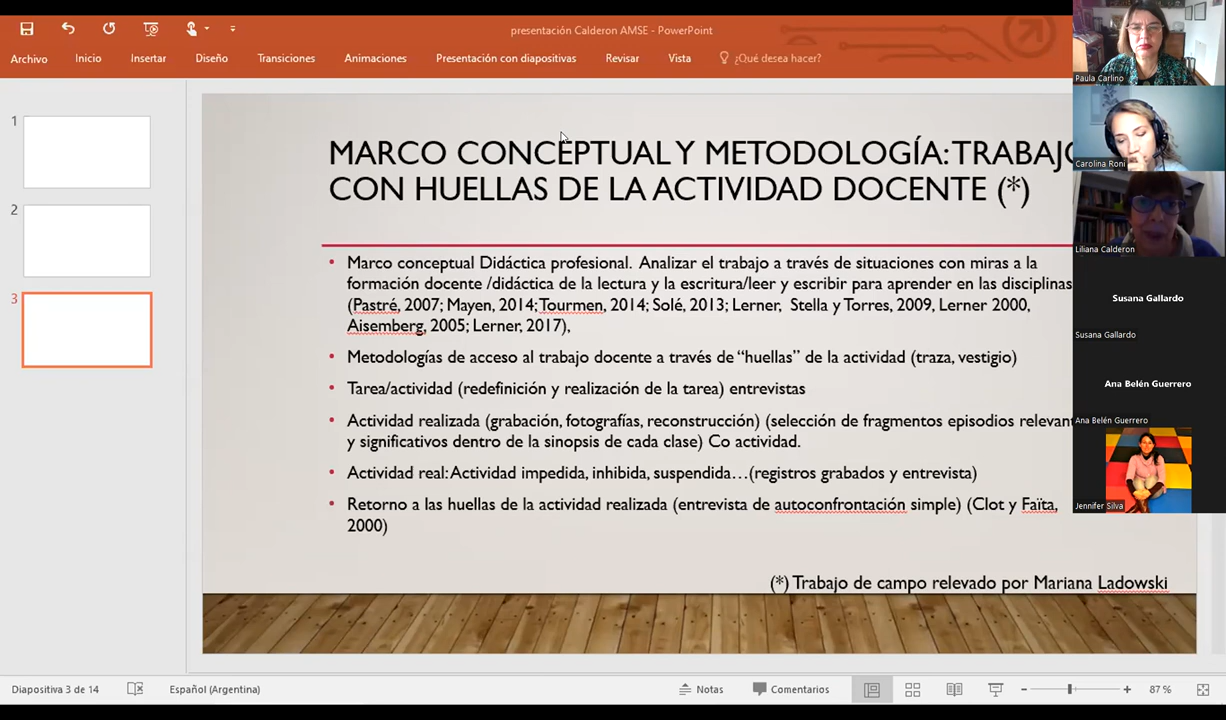 presentación Calderon AMSE - PowerPoint
Archivo Inicio Insertar Diseño Transiciones Animaciones Presentación con diapositivas Revisar Vista ¿Qué desea hacer?
1
2
3
MARCO CONCEPTUAL Y METODOLOGÍA: TRABAJO
CON HUELLAS DE LA ACTIVIDAD DOCENTE (*)
• Marco conceptual Didáctica profesional. Analizar el trabajo a través de situaciones con miras a la
formación docente /didáctica de la lectura y la escritura/leer y escribir para aprender en las disciplinas
(Pastré, 2007; Mayen, 2014; Tourmen, 2014; Solé, 2013; Lerner, Stella y Torres, 2009, Lerner 2000,
Aisemberg, 2005; Lerner, 2017),
• Metodologías de acceso al trabajo docente a través de “huellas” de la actividad (traza, vestigio)
• Tarea/actividad (redefinición y realización de la tarea) entrevistas
• Actividad realizada (grabación, fotografías, reconstrucción) (selección de fragmentos episodios relevant
y significativos dentro de la sinopsis de cada clase) Co actividad.
• Actividad real: Actividad impedida, inhibida, suspendida…(registros grabados y entrevista)
• Retorno a las huellas de la actividad realizada (entrevista de autoconfrontación simple) (Clot y Faïta,
2000)
(*) Trabajo de campo relevado por Mariana Ladowski
Paula Carlino
Carolina Roni
Liliana Calderon
Susana Gallardo
Susana Gallardo
Ana Belén Guerrero
Ana Belén Guerrero
Jennifer Silva
Diapositiva 3 de 14 Español (Argentina) Notas Comentarios 87 %